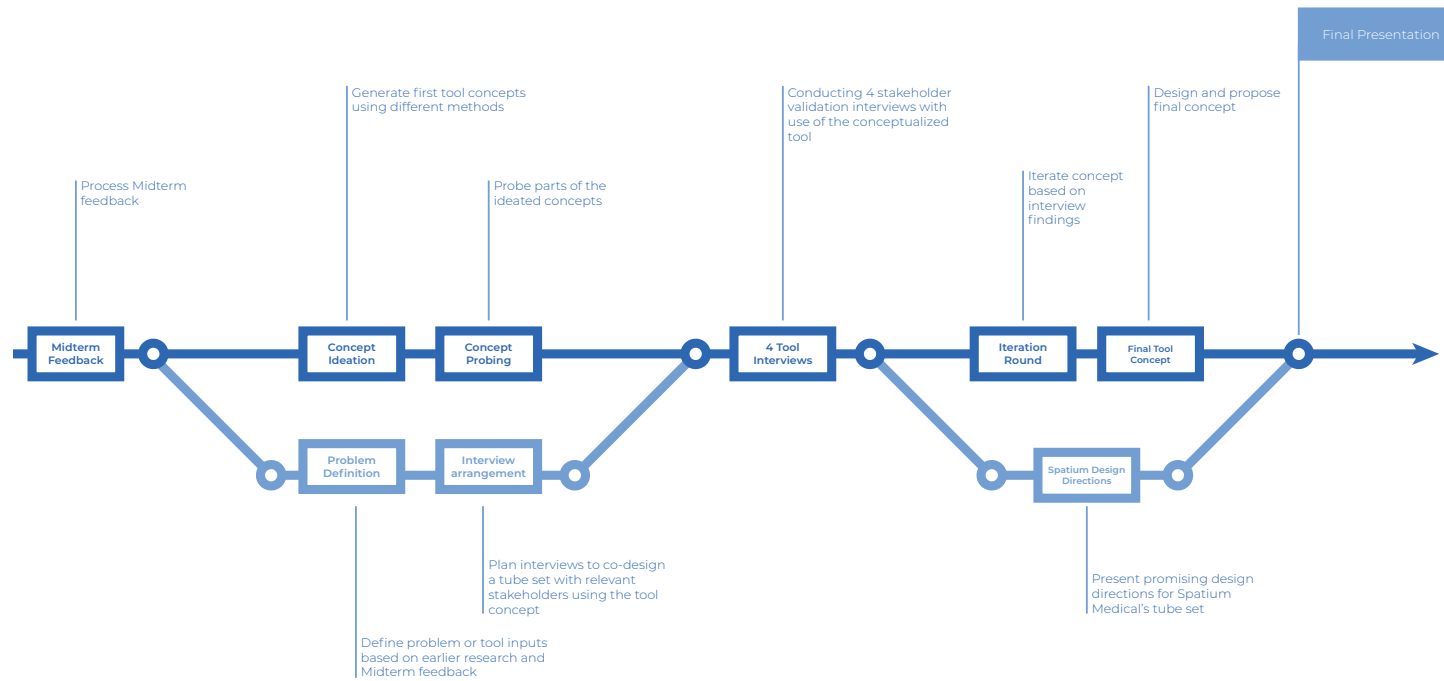 Final Presentation
Generate first tool concepts
using different methods
Conducting 4 stakeholder
validation interviews with
use of the conceptualized
tool
Design and propose
final concept
Process Midterm
feedback
Probe parts of the
ideated concepts
Iterate concept
based on
interview
findings
Midterm
Feedback
Concept
Ideation
Concept
Probing
4 Tool
Interviews
Iteration
Round
Final Tool
Concept
Problem
Definition
Interview
arrangement
Spatium Design
Directions
Plan interviews to co-design
a tube set with relevant
stakeholders using the tool
concept
Present promising design
directions for Spatium
Medical's tube set
Define problem or tool inputs
based on earlier research and
Midterm feedback